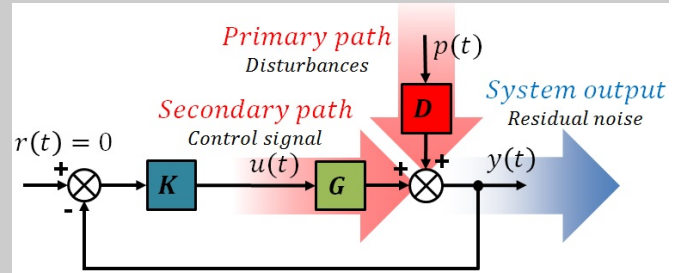 Primary path
Disturbances
p(t)
System output
Residual noise
D
Secondary path
Control signal
r(t) = 0
u(t)
y(t)
+
K
G
+
+
-